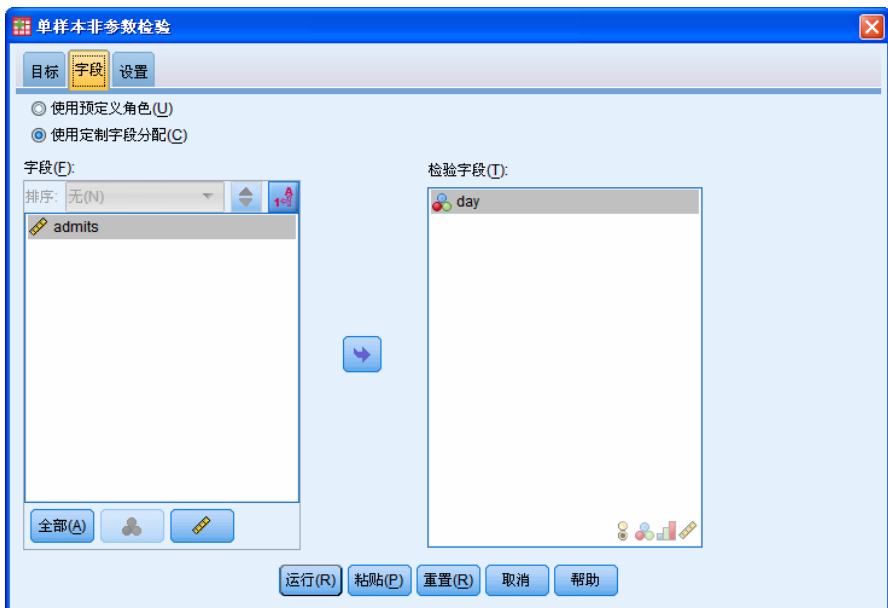 单样本非参数检验
目标 字段 设置
使用预定义角色(U)
使用定制字段分配(C)
字段(F):
排序: 无(N)
admits
全部(A)
检验字段(T):
day
运行(R) 粘贴(P) 重置(R) 取消 帮助